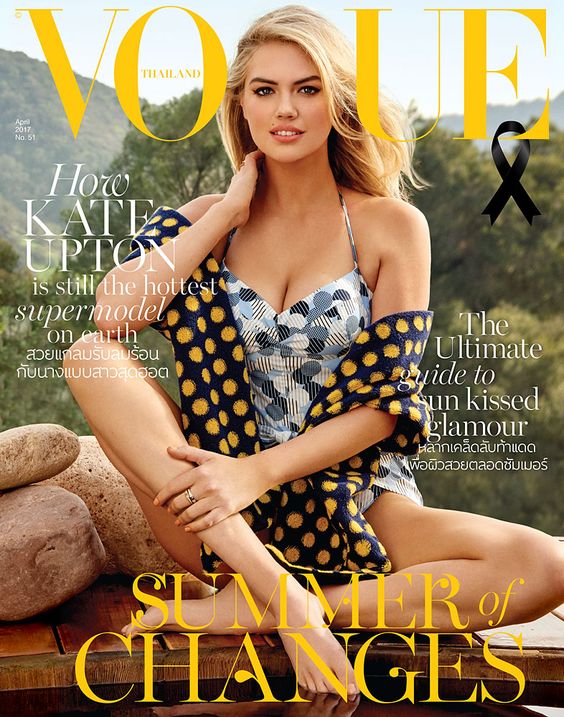 ©
VOGUE
THAILAND
April
2017
No. 51
How
KATE
UPTON
is still the hottest
supermodel
on earth
สวยแกลมรับลมร้อน
กับนางแบบสาวสุดฮอต
The
Ultimate
guide to
sun kissed
glamour
หลากเคล็ดลับท้าแดด
เพื่อผิวสวยตลอดซัมเมอร์
SUMMER of
CHANGES